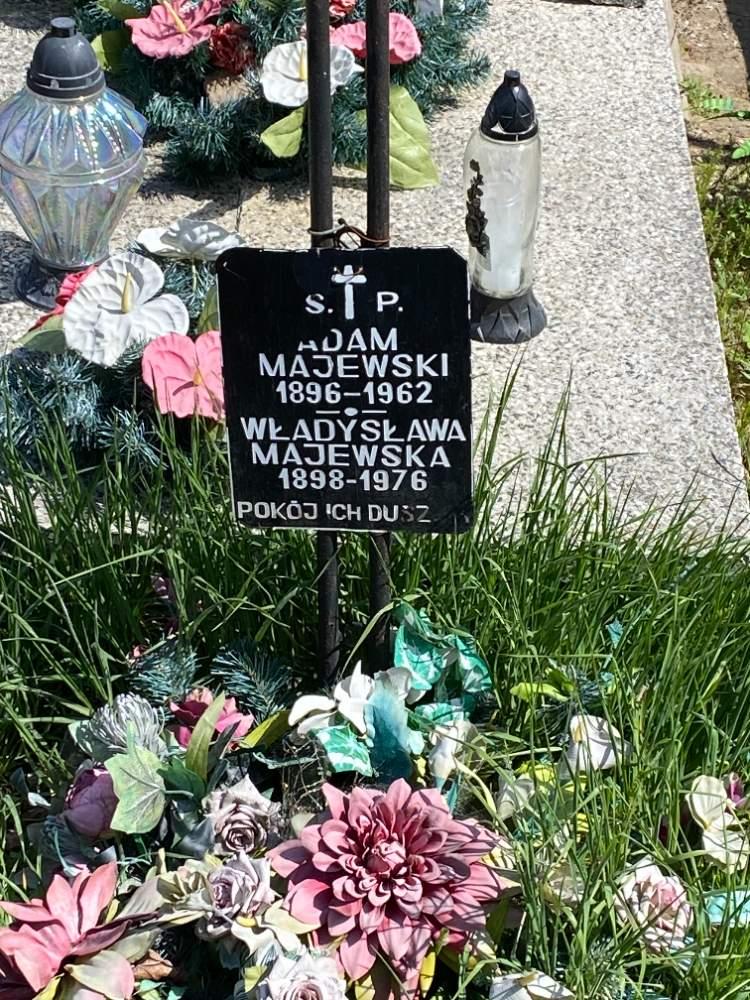 S. P.
ADAM
MAJEWSKI
1896-1962
WŁADYSŁAWA
MAJEWSKA
1898-1976
POKÓJ ICH DUSZ